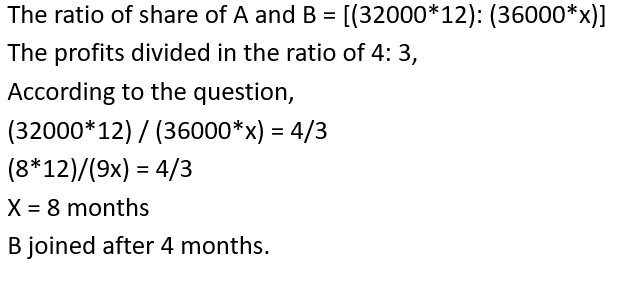 The ratio of share of A and B = [(32000*12): (36000*x)]
The profits divided in the ratio of 4: 3,
According to the question,
(32000*12) / (36000*x) = 4/3
(8*12)/(9x) = 4/3
X = 8 months
B joined after 4 months.